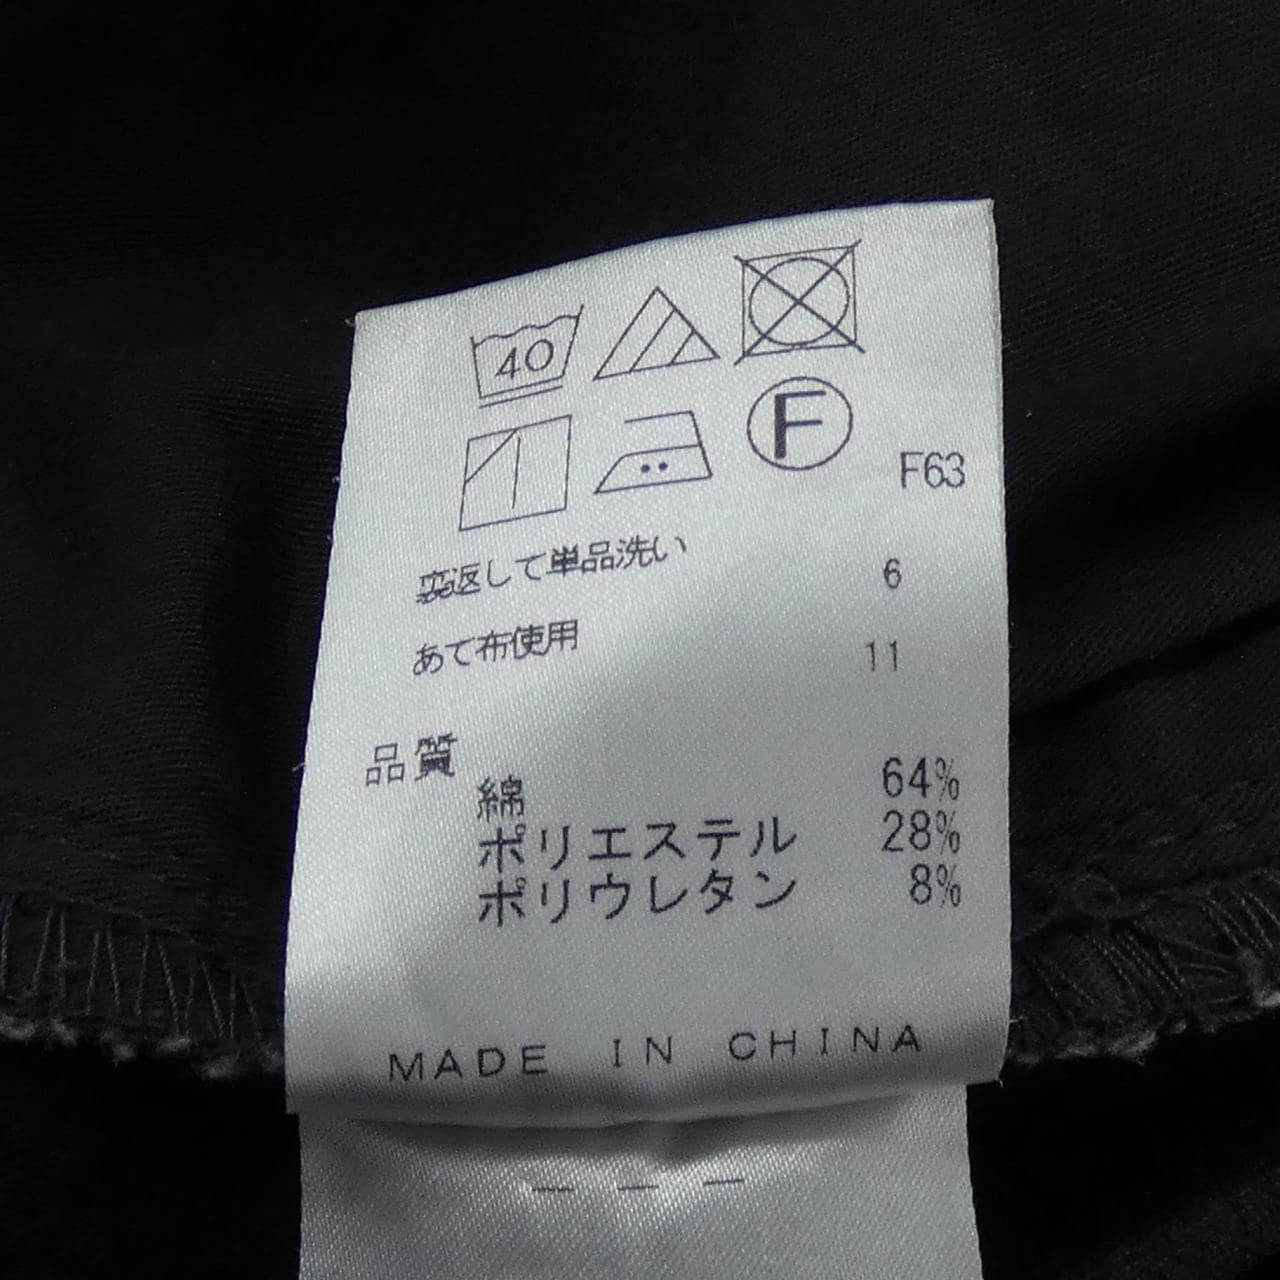 40
F
F63
裏返して単品洗い 6
あて布使用 11
品質
綿 64%
ポリエステル 28%
ポリウレタン 8%
MADE IN CHINA